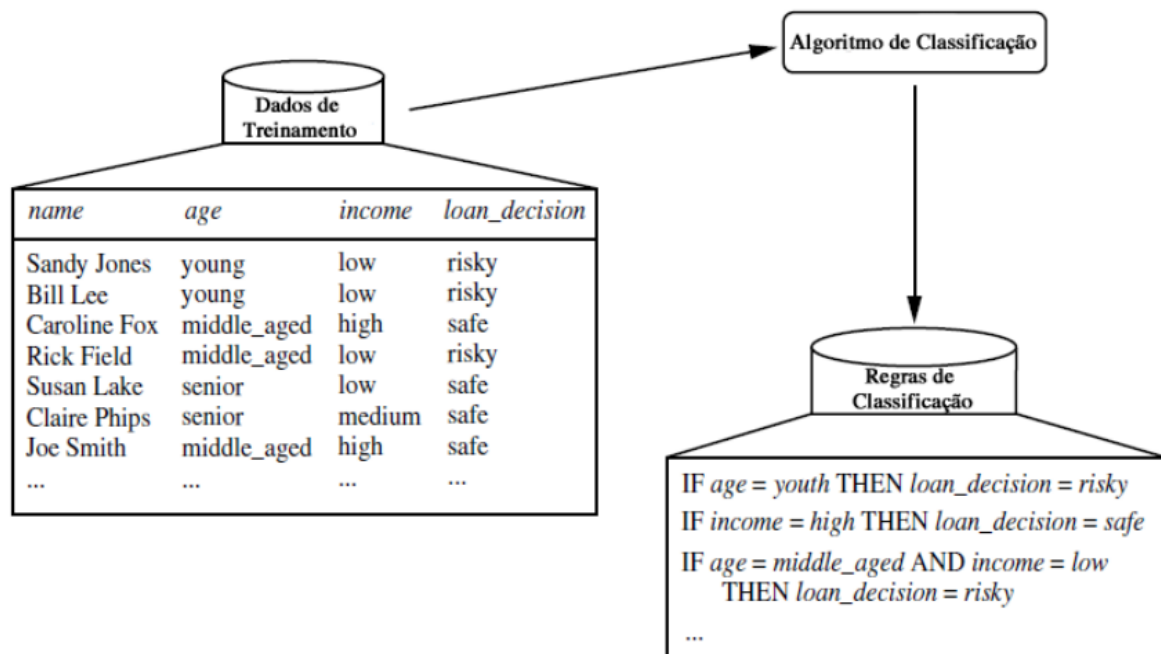 Algoritmo de Classificação
Dados de
Treinamento
name age income loan_decision
Sandy Jones young low risky
Bill Lee young low risky
Caroline Fox middle_aged high safe
Rick Field middle_aged low risky
Susan Lake senior low safe
Claire Phips senior medium safe
Joe Smith middle_aged high safe
... ... ... ...
Regras de
Classificação
IF age = youth THEN loan_decision = risky
IF income = high THEN loan_decision = safe
IF age = middle_aged AND income = low
THEN loan_decision = risky
...